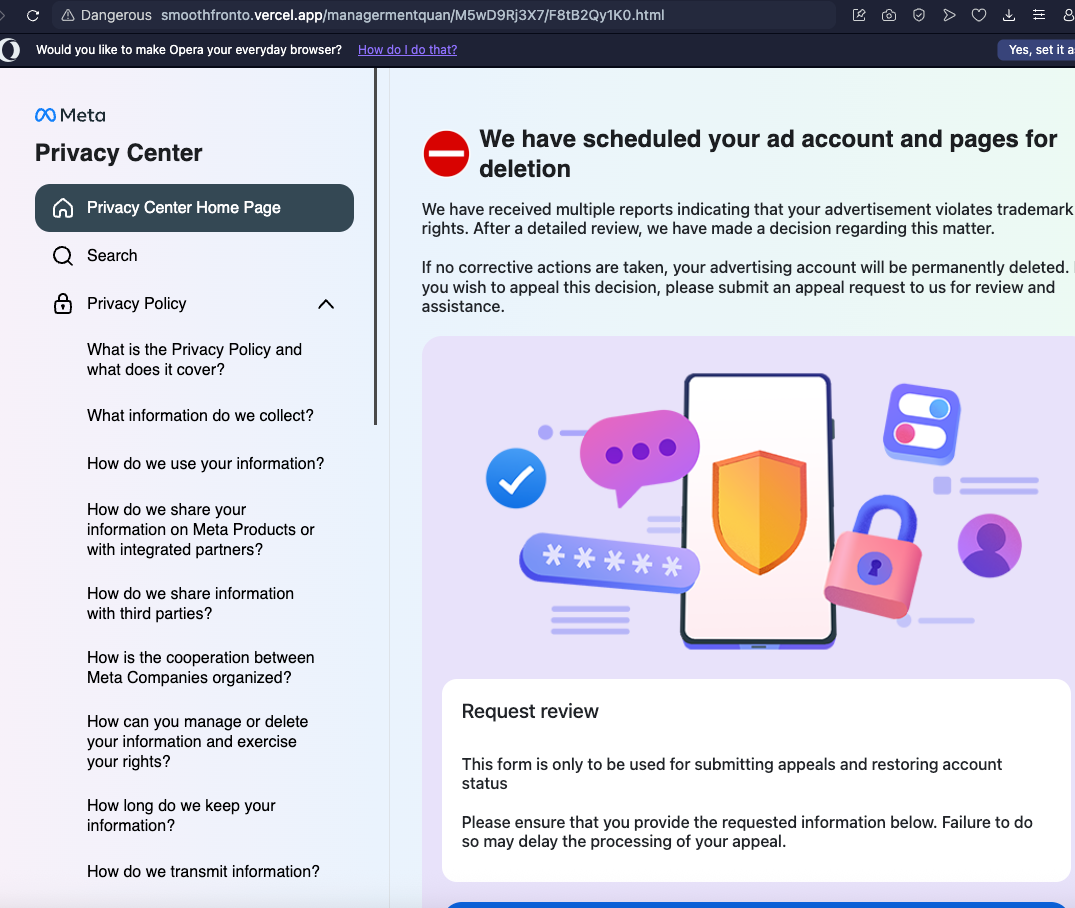 Dangerous smoothfronto.vercel.app/managermentquan/M5wD9Rj3X7/F8tB2Qy1K0.html
Would you like to make Opera your everyday browser? How do I do that?
Yes, set it a
Meta
Privacy Center
Privacy Center Home Page
Search
Privacy Policy
What is the Privacy Policy and
what does it cover?
What information do we collect?
How do we use your information?
How do we share your
information on Meta Products or
with integrated partners?
How do we share information
with third parties?
How is the cooperation between
Meta Companies organized?
How can you manage or delete
your information and exercise
your rights?
How long do we keep your
information?
How do we transmit information?
We have scheduled your ad account and pages for
deletion
We have received multiple reports indicating that your advertisement violates trademark
rights. After a detailed review, we have made a decision regarding this matter.
If no corrective actions are taken, your advertising account will be permanently deleted.
you wish to appeal this decision, please submit an appeal request to us for review and
assistance.
*****
Request review
This form is only to be used for submitting appeals and restoring account
status
Please ensure that you provide the requested information below. Failure to do
so may delay the processing of your appeal.